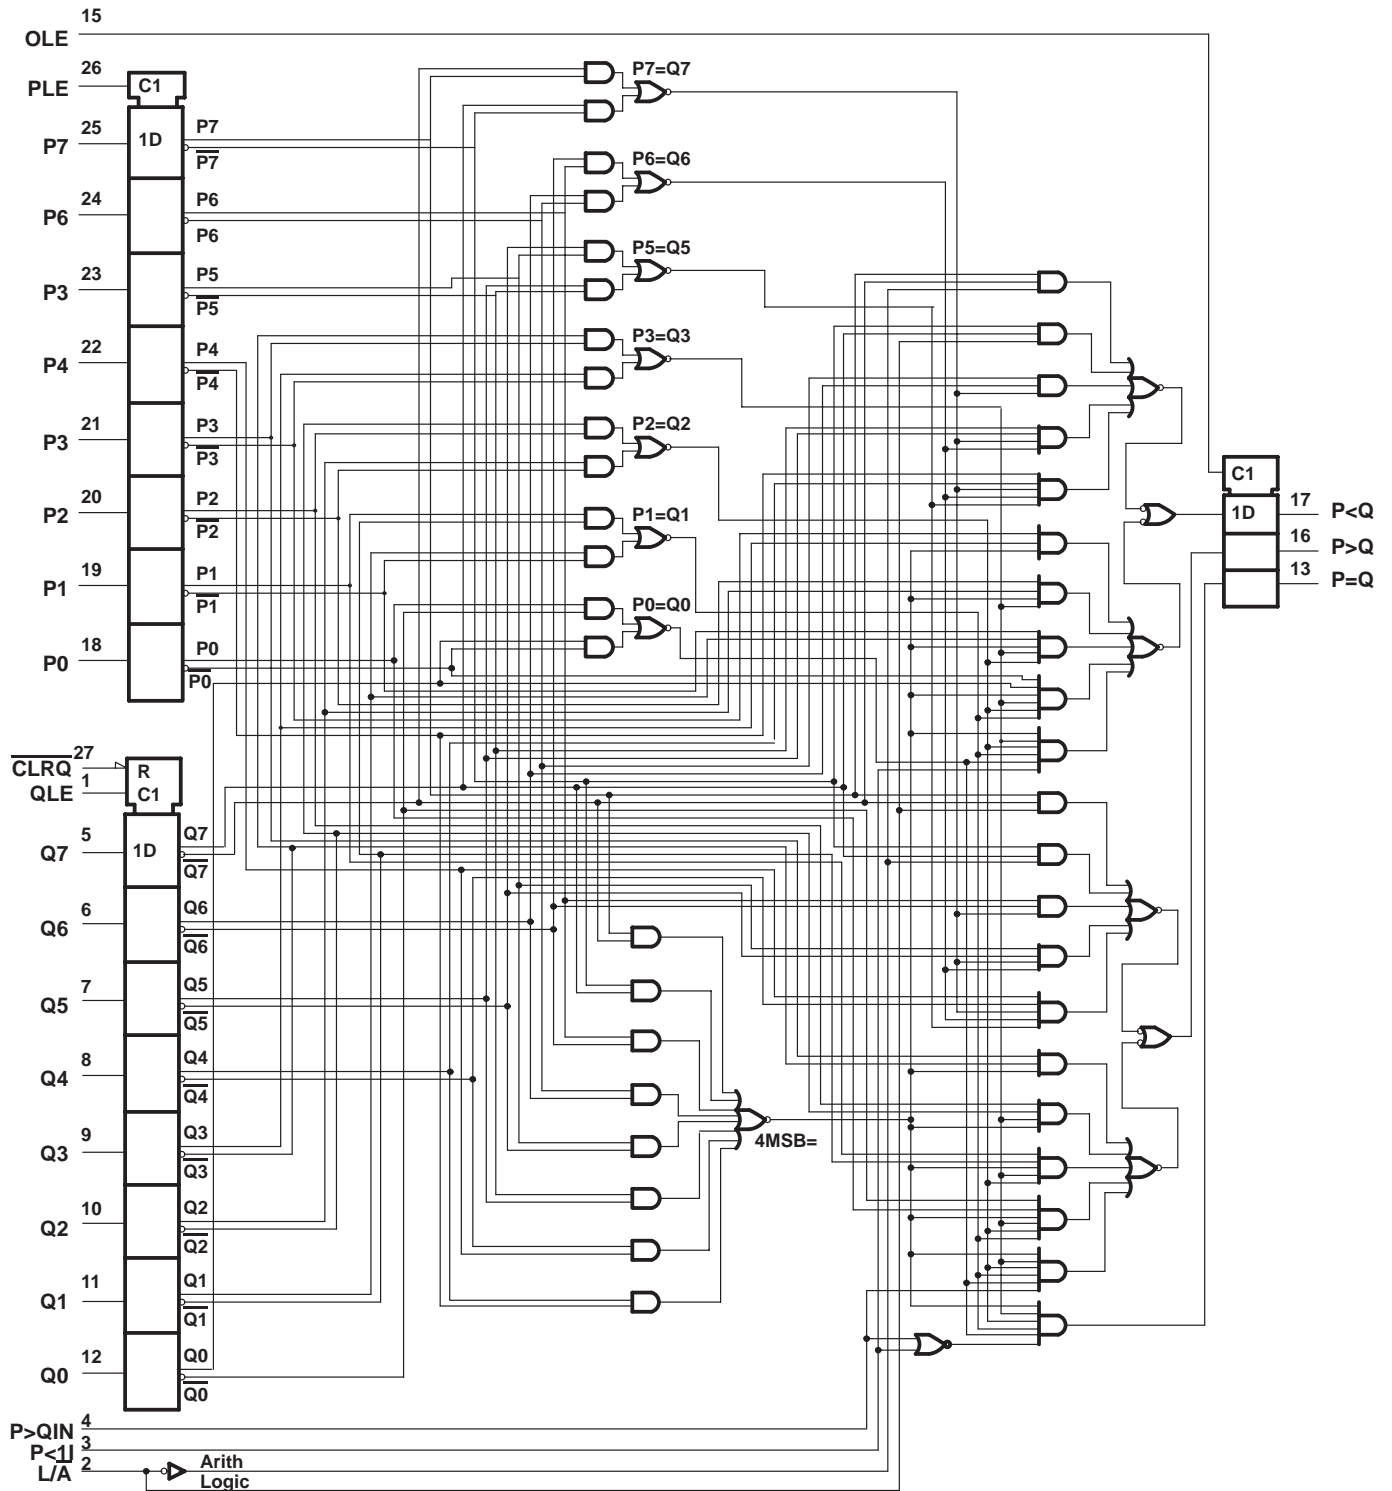 15
OLE
26
PLE
C1
25
P7
1D
P7
P7
24
P6
P6
P6
23
P3
P5
P5
22
P4
P4
P4
21
P3
P3
P3
20
P2
P2
P2
19
P1
P1
P1
18
P0
P0
P0
P7=Q7
P6=Q6
P5=Q5
P3=Q3
P2=Q2
P1=Q1
P0=Q0
C1
1D
17
P<Q
16
P>Q
13
P=Q
CLRQ 27
R
QLE 1
C1
5
Q7
1D
Q7
Q7
6
Q6
Q6
Q6
7
Q5
Q5
Q5
8
Q4
Q4
Q4
9
Q3
Q3
Q3
10
Q2
Q2
Q2
11
Q1
Q1
Q1
12
Q0
Q0
Q0
4MSB=
P>QIN 4
P<1I 3
L/A 2
Arith
Logic